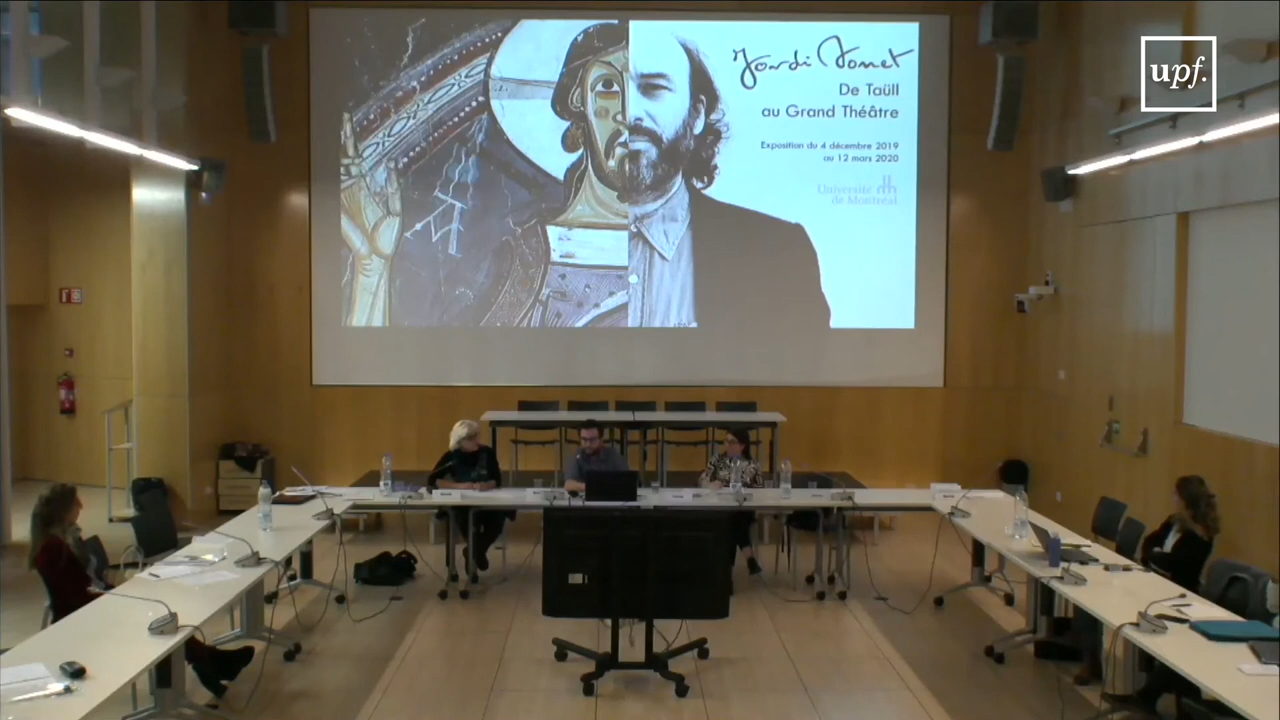 Jordi Bonet
De Taüll
au Grand Théâtre
Exposition du 4 décembre 2019
au 12 mars 2020
Université
de Montréal
upf.